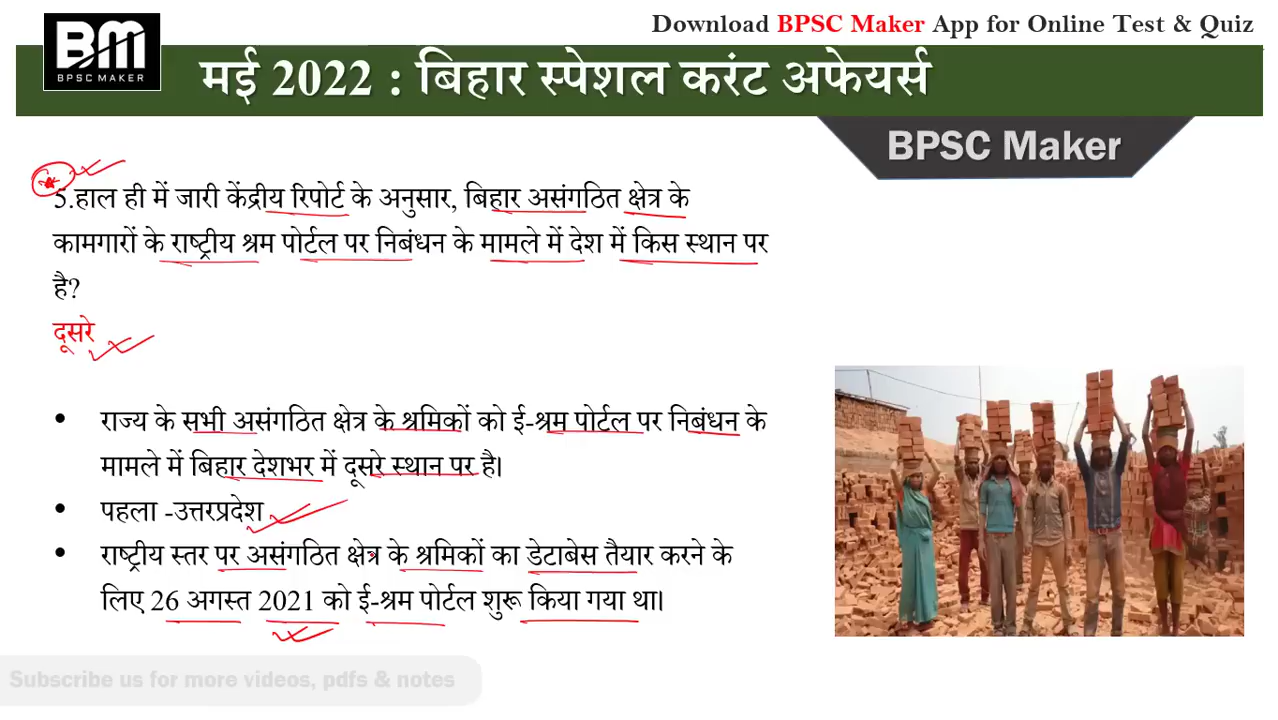 Download BPSC Maker App for Online Test & Quiz
BM
BPSC MAKER
मई 2022 : बिहार स्पेशल करंट अफेयर्स
BPSC Maker
5.हाल ही में जारी केंद्रीय रिपोर्ट के अनुसार, बिहार असंगठित क्षेत्र के
कामगारों के राष्ट्रीय श्रम पोर्टल पर निबंधन के मामले में देश में किस स्थान पर
है?
दूसरे
• राज्य के सभी असंगठित क्षेत्र के श्रमिकों को ई-श्रम पोर्टल पर निबंधन के
मामले में बिहार देशभर में दूसरे स्थान पर है।
• पहला -उत्तरप्रदेश
• राष्ट्रीय स्तर पर असंगठित क्षेत्र के श्रमिकों का डेटाबेस तैयार करने के
लिए 26 अगस्त 2021 को ई-श्रम पोर्टल शुरू किया गया था।
Subscribe us for more videos, pdfs & notes